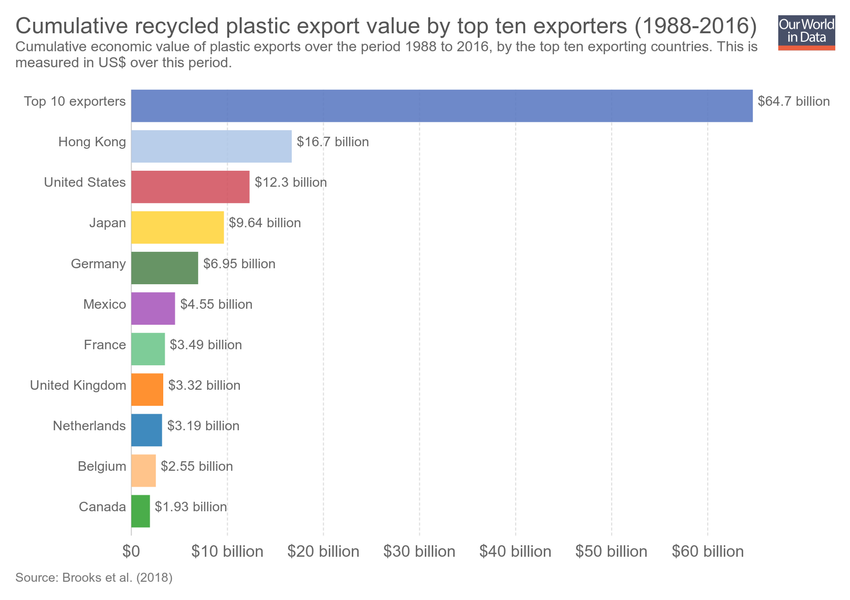 Cumulative recycled plastic export value by top ten exporters (1988-2016)
Our World
in Data
Cumulative economic value of plastic exports over the period 1988 to 2016, by the top ten exporting countries. This is
measured in US$ over this period.
Top 10 exporters $64.7 billion
Hong Kong $16.7 billion
United States $12.3 billion
Japan $9.64 billion
Germany $6.95 billion
Mexico $4.55 billion
France $3.49 billion
United Kingdom $3.32 billion
Netherlands $3.19 billion
Belgium $2.55 billion
Canada $1.93 billion
$0 $10 billion $20 billion $30 billion $40 billion $50 billion $60 billion
Source: Brooks et al. (2018)